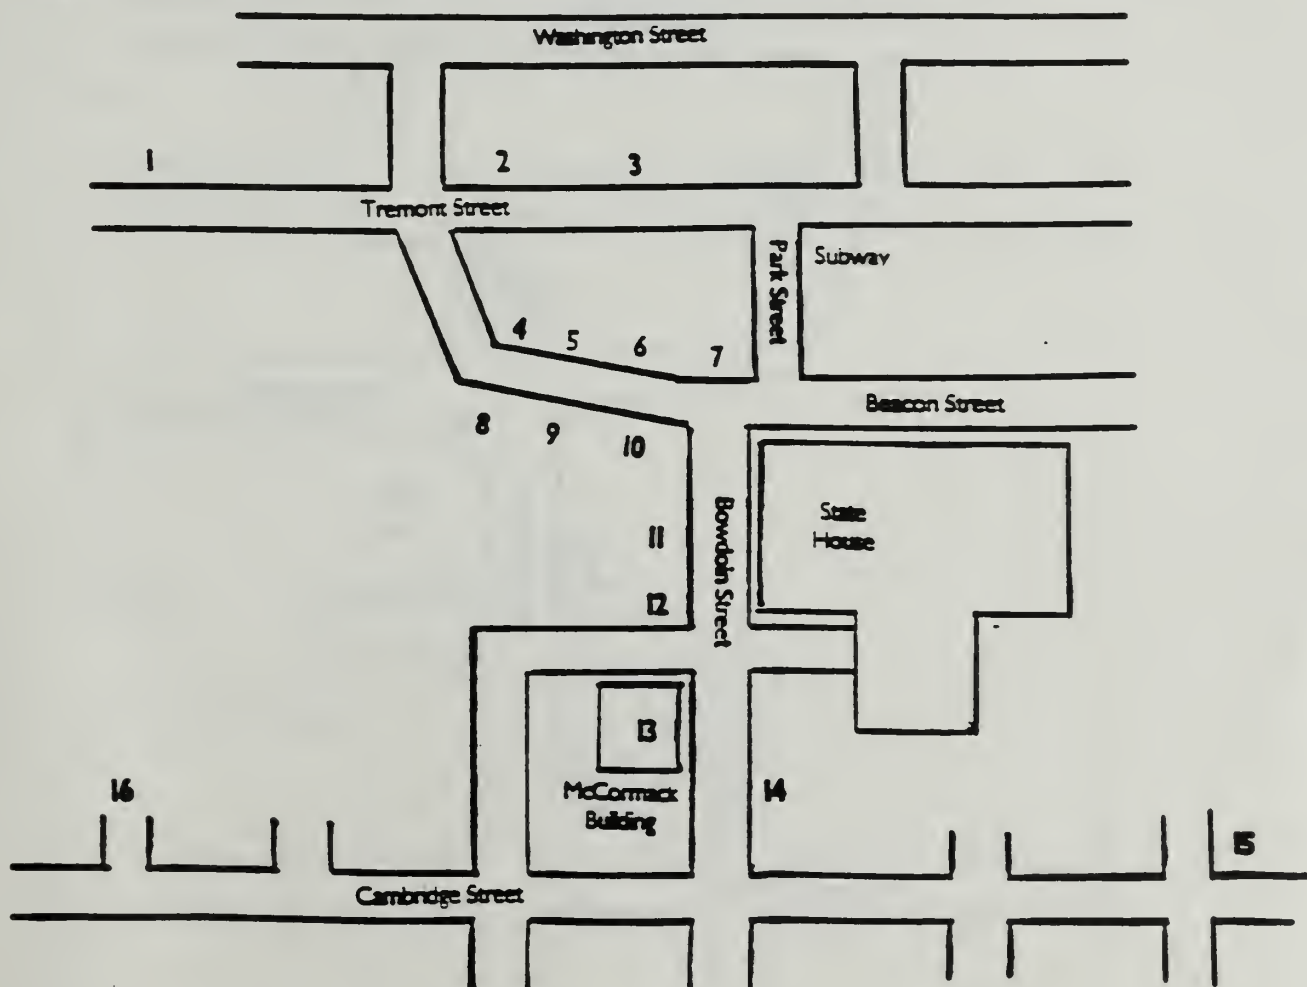 Washington Street
1
2
3
Tremont Street
Park Street
Subway
4
5
6
7
Beacon Street
8
9
10
Bowdoin Street
State
House
11
12
13
McCormack
Building
14
16
15
Cambridge Street